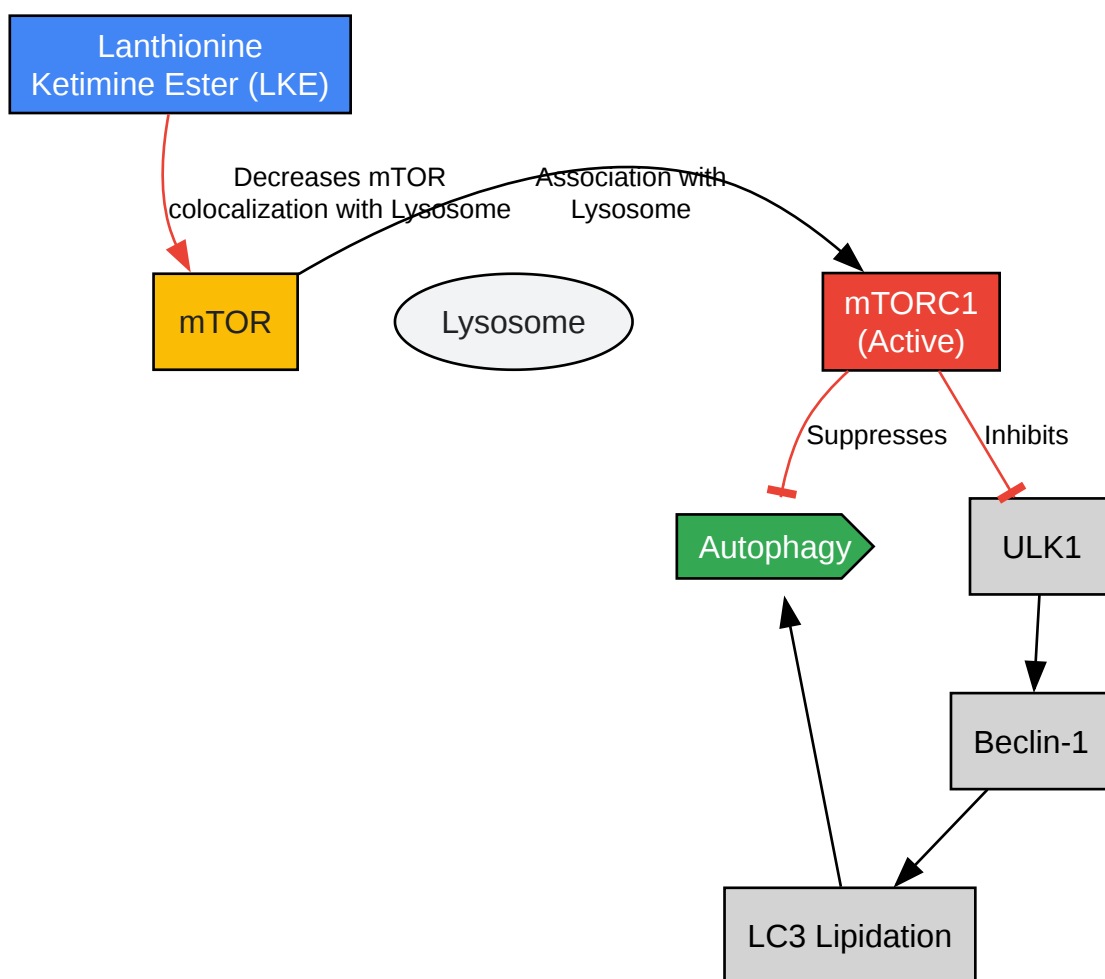 Lanthionine
Ketimine Ester (LKE)
Decreases mTOR
colocalization with Lysosome
Association with
Lysosome
mTOR
Lysosome
mTORC1
(Active)
Suppresses
Inhibits
Autophagy
ULK1
Beclin-1
LC3 Lipidation